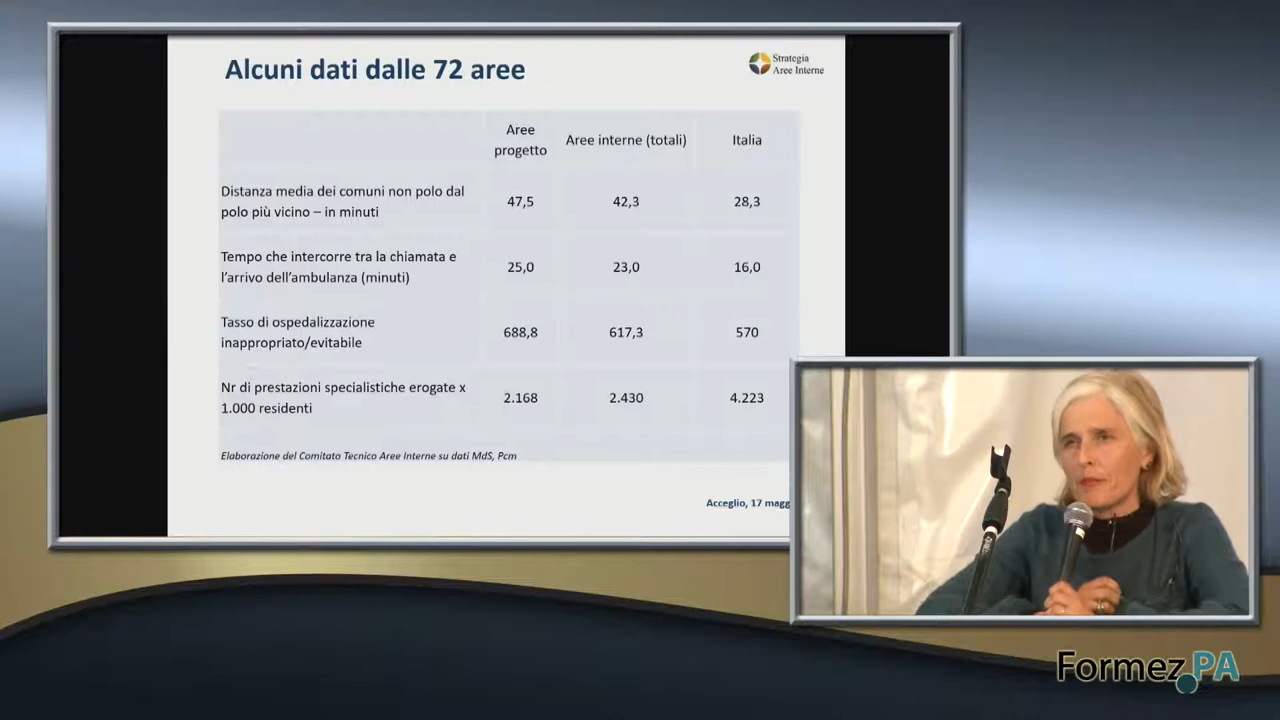 Alcuni dati dalle 72 aree
Strategia
Aree Interne
Aree
progetto
Aree interne (totali)
Italia
Distanza media dei comuni non polo dal
polo più vicino – in minuti
47,5
42,3
28,3
Tempo che intercorre tra la chiamata e
l’arrivo dell’ambulanza (minuti)
25,0
23,0
16,0
Tasso di ospedalizzazione
inappropriato/evitabile
688,8
617,3
570
Nr di prestazioni specialistiche erogate x
1.000 residenti
2.168
2.430
4.223
Elaborazione del Comitato Tecnico Aree Interne su dati MdS, Pcm
Acceglio, 17 magg
Formez.PA